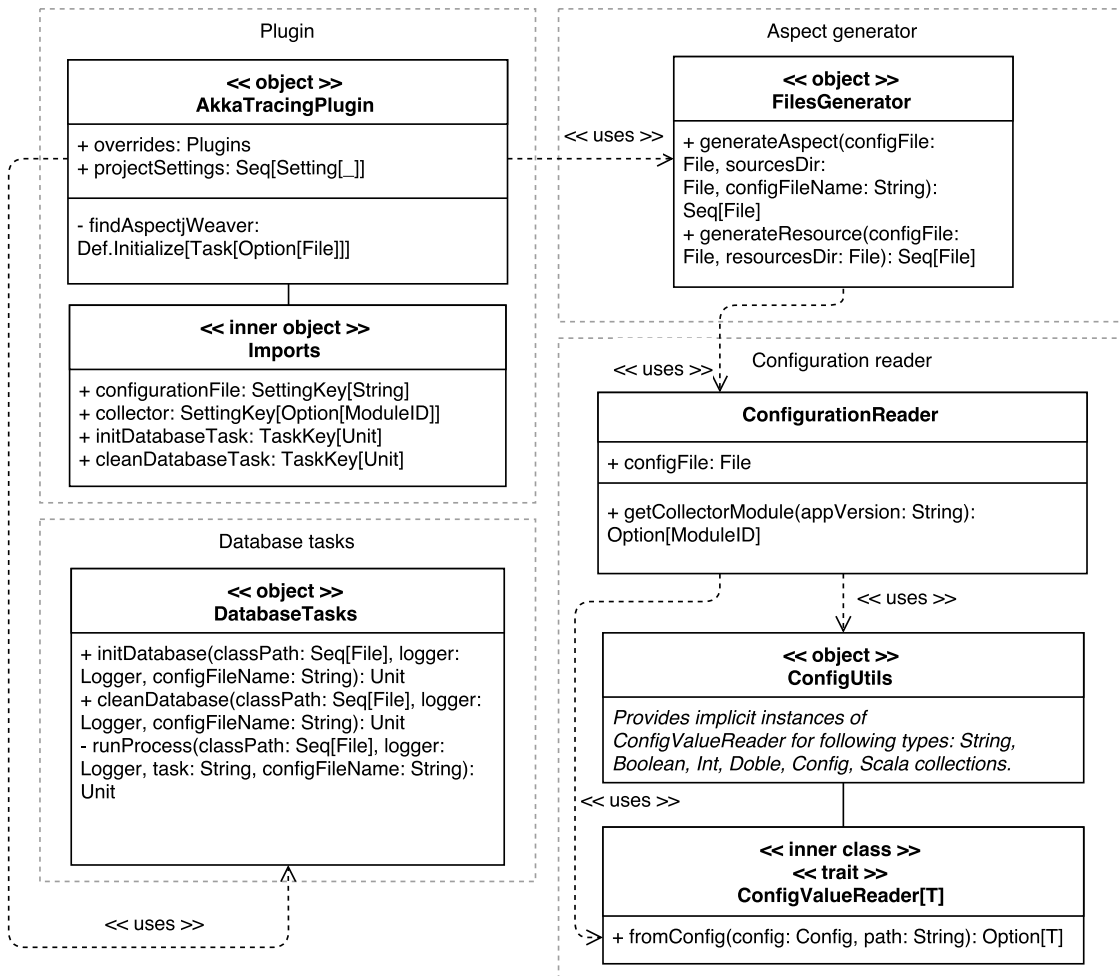 Plugin
<< object >>
AkkaTracingPlugin
+ overrides: Plugins
+ projectSettings: Seq[Setting[_]]
- findAspectjWeaver:
Def.Initialize[Task[Option[File]]]
<< inner object >>
Imports
+ configurationFile: SettingKey[String]
+ collector: SettingKey[Option[ModuleID]]
+ initDatabaseTask: TaskKey[Unit]
+ cleanDatabaseTask: TaskKey[Unit]
Database tasks
<< object >>
DatabaseTasks
+ initDatabase(classPath: Seq[File], logger:
Logger, configFileName: String): Unit
+ cleanDatabase(classPath: Seq[File], logger:
Logger, configFileName: String): Unit
- runProcess(classPath: Seq[File], logger:
Logger, task: String, configFileName: String):
Unit
<< uses >>
<< uses >>
Aspect generator
<< object >>
FilesGenerator
+ generateAspect(configFile:
File, sourcesDir:
File, configFileName: String):
Seq[File]
+ generateResource(configFile:
File, resourcesDir: File): Seq[File]
Configuration reader
<< uses >>
ConfigurationReader
+ configFile: File
+ getCollectorModule(appVersion: String):
Option[ModuleID]
<< uses >>
<< object >>
ConfigUtils
Provides implicit instances of
ConfigValueReader for following types: String,
Boolean, Int, Doble, Config, Scala collections.
<< uses >>
<< inner class >>
<< trait >>
ConfigValueReader[T]
+ fromConfig(config: Config, path: String): Option[T]